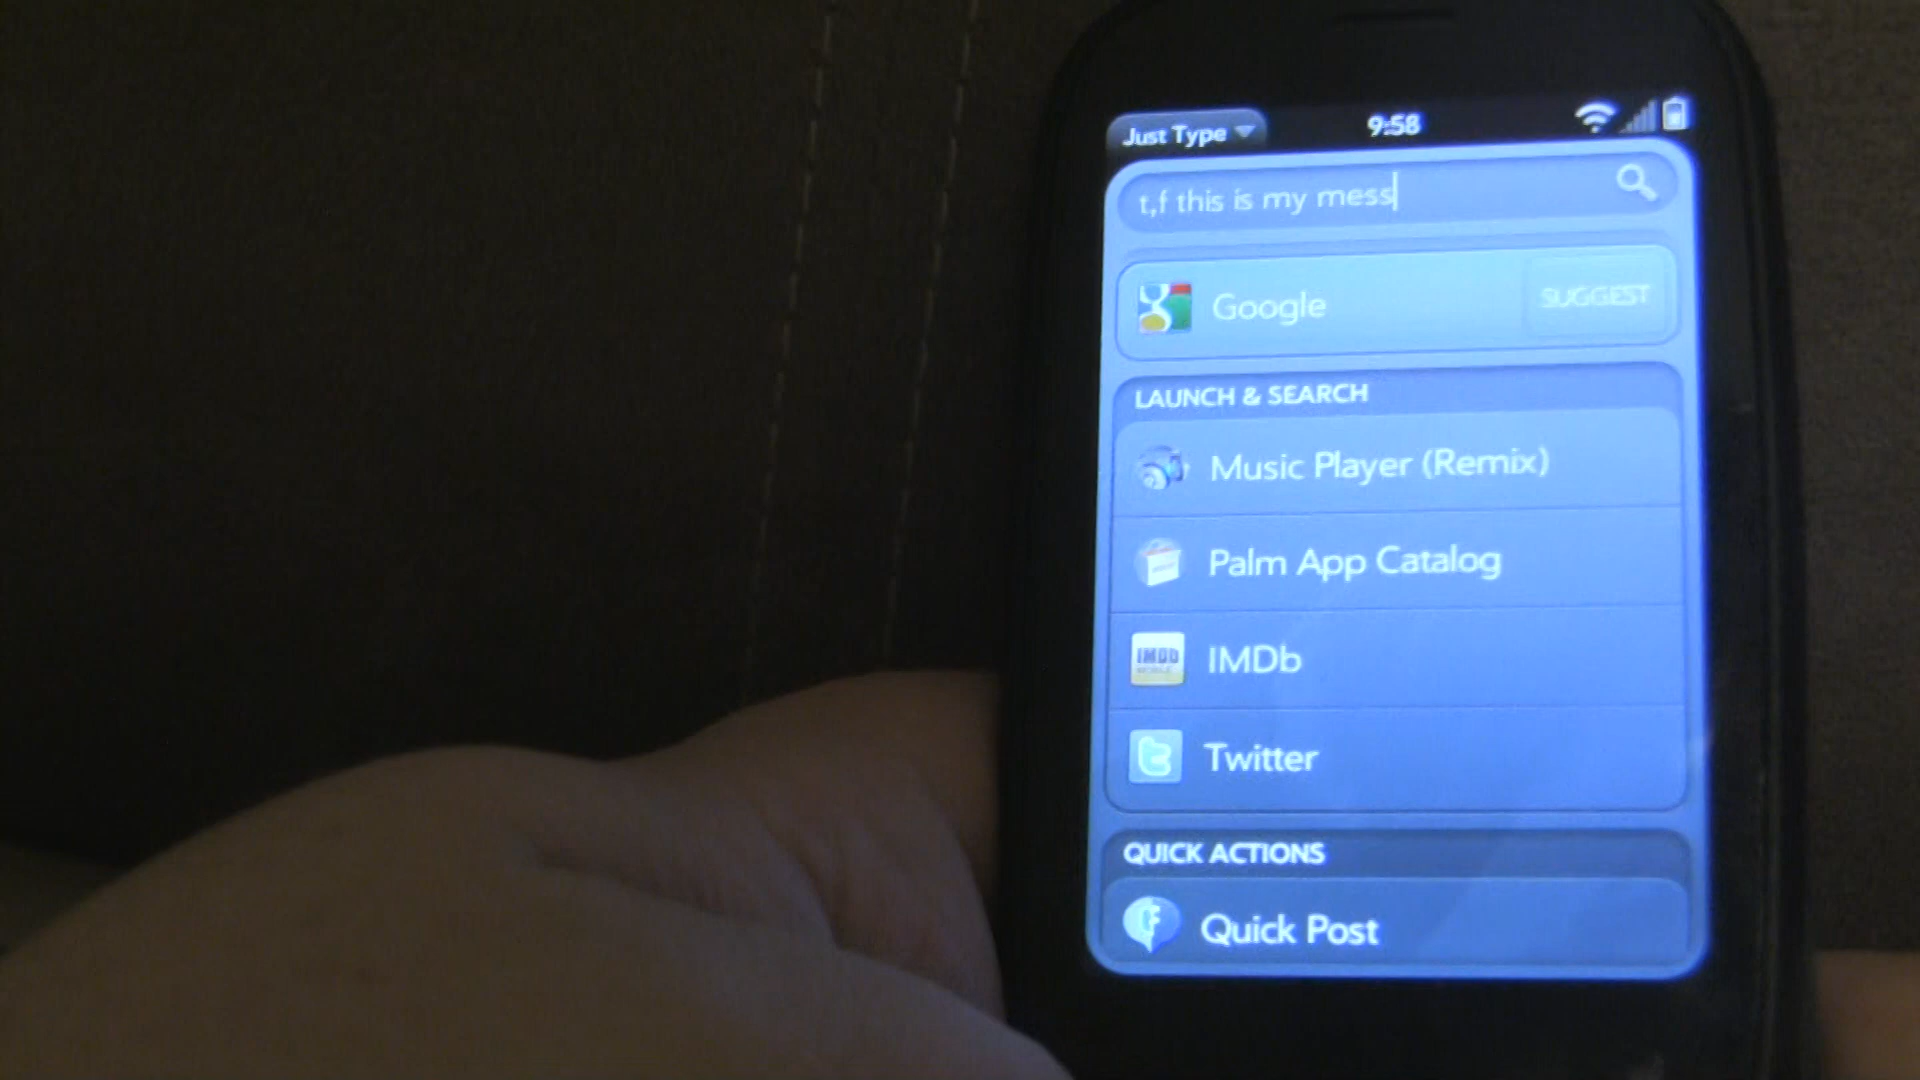 Just Type 9:58
t,f this is my mess
Google SUGGEST
LAUNCH & SEARCH
Music Player (Remix)
Palm App Catalog
IMDb
IMDb
Twitter
QUICK ACTIONS
Quick Post